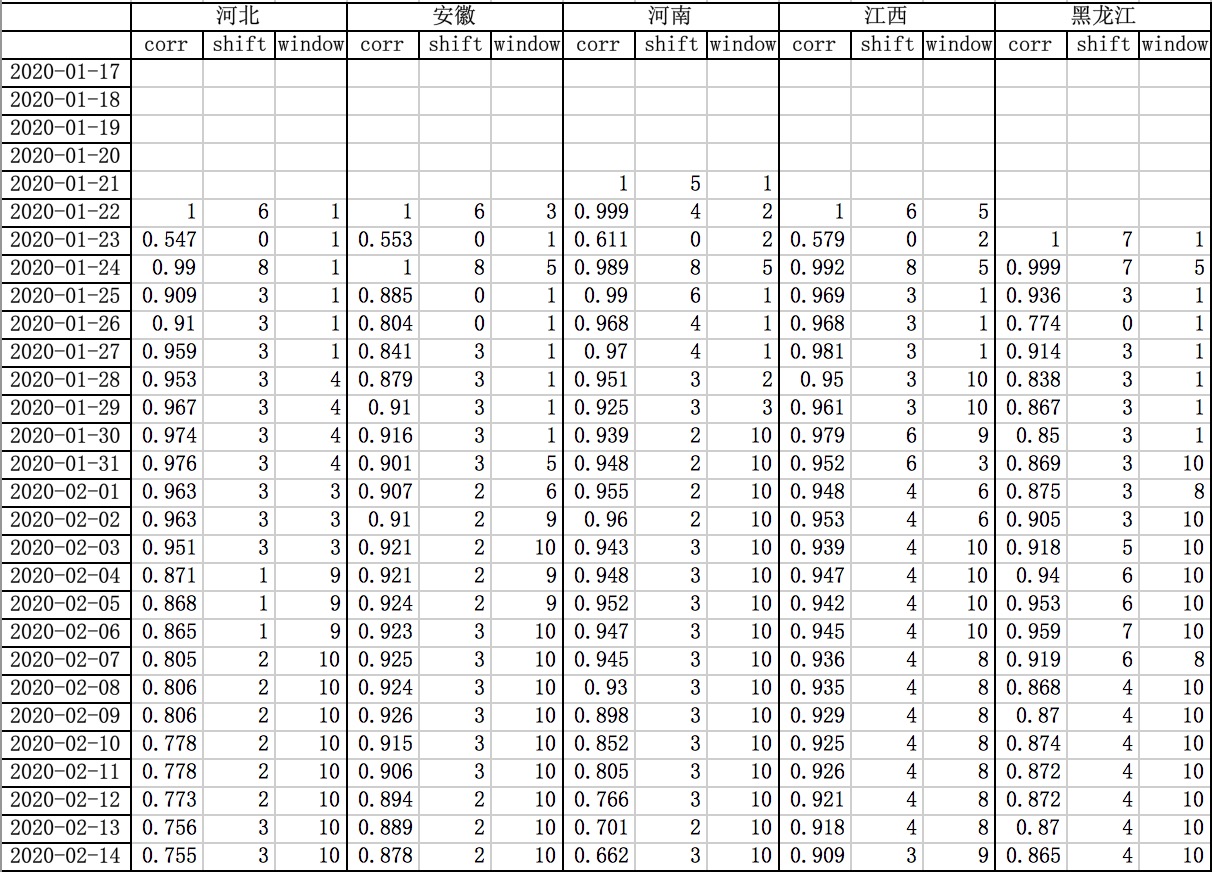 河北 安徽 河南 江西 黑龙江
corr shift window corr shift window corr shift window corr shift window corr shift window
2020-01-17
2020-01-18
2020-01-19
2020-01-20
2020-01-21 1 5 1
2020-01-22 1 6 1 1 6 3 0.999 4 2 1 6 5
2020-01-23 0.547 0 1 0.553 0 1 0.611 0 2 0.579 0 2 1 7 1
2020-01-24 0.99 8 1 1 8 5 0.989 8 5 0.992 8 5 0.999 7 5
2020-01-25 0.909 3 1 0.885 0 1 0.99 6 1 0.969 3 1 0.936 3 1
2020-01-26 0.91 3 1 0.804 0 1 0.968 4 1 0.968 3 1 0.774 0 1
2020-01-27 0.959 3 1 0.841 3 1 0.97 4 1 0.981 3 1 0.914 3 1
2020-01-28 0.953 3 4 0.879 3 1 0.951 3 2 0.95 3 10 0.838 3 1
2020-01-29 0.967 3 4 0.91 3 1 0.925 3 3 0.961 3 10 0.867 3 1
2020-01-30 0.974 3 4 0.916 3 1 0.939 2 10 0.979 6 9 0.85 3 1
2020-01-31 0.976 3 4 0.901 3 5 0.948 2 10 0.952 6 3 0.869 3 10
2020-02-01 0.963 3 3 0.907 2 6 0.955 2 10 0.948 4 6 0.875 3 8
2020-02-02 0.963 3 3 0.91 2 9 0.96 2 10 0.953 4 6 0.905 3 10
2020-02-03 0.951 3 3 0.921 2 10 0.943 3 10 0.939 4 10 0.918 5 10
2020-02-04 0.871 1 9 0.921 2 9 0.948 3 10 0.947 4 10 0.94 6 10
2020-02-05 0.868 1 9 0.924 2 9 0.952 3 10 0.942 4 10 0.953 6 10
2020-02-06 0.865 1 9 0.923 3 10 0.947 3 10 0.945 4 10 0.959 7 10
2020-02-07 0.805 2 10 0.925 3 10 0.945 3 10 0.936 4 8 0.919 6 8
2020-02-08 0.806 2 10 0.924 3 10 0.93 3 10 0.935 4 8 0.868 4 10
2020-02-09 0.806 2 10 0.926 3 10 0.898 3 10 0.929 4 8 0.87 4 10
2020-02-10 0.778 2 10 0.915 3 10 0.852 3 10 0.925 4 8 0.874 4 10
2020-02-11 0.778 2 10 0.906 3 10 0.805 3 10 0.926 4 8 0.872 4 10
2020-02-12 0.773 2 10 0.894 2 10 0.766 3 10 0.921 4 8 0.872 4 10
2020-02-13 0.756 3 10 0.889 2 10 0.701 2 10 0.918 4 8 0.87 4 10
2020-02-14 0.755 3 10 0.878 2 10 0.662 3 10 0.909 3 9 0.865 4 10